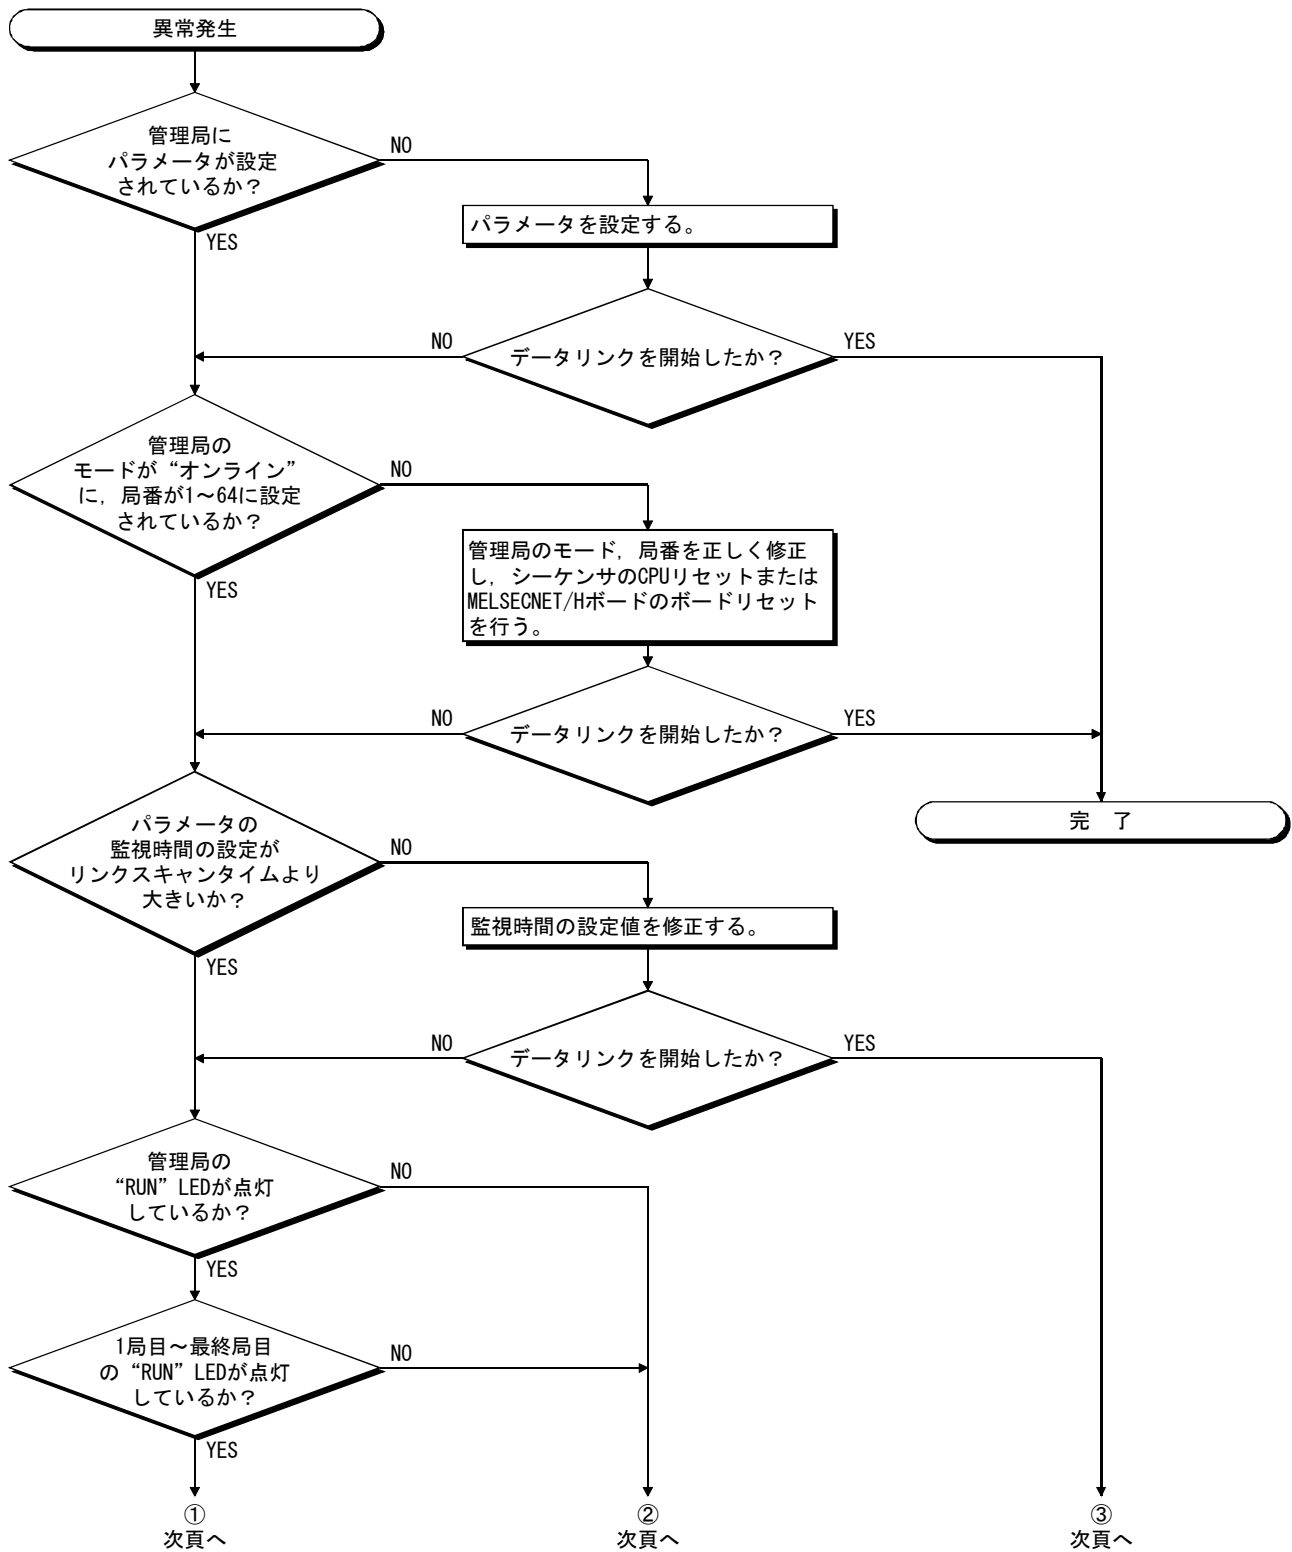 異常発生
管理局に
パラメータが設定
されているか？
NO
YES
パラメータを設定する。
データリンクを開始したか？
NO
YES
管理局の
モードが“オンライン”
に，局番が1～64に設定
されているか？
NO
YES
管理局のモード，局番を正しく修正
し，シーケンサのCPUリセットまたは
MELSECNET/Hボードのボードリセット
を行う。
データリンクを開始したか？
NO
YES
完　了
パラメータの
監視時間の設定が
リンクスキャンタイムより
大きいか？
NO
YES
監視時間の設定値を修正する。
データリンクを開始したか？
NO
YES
管理局の
“RUN”LEDが点灯
しているか？
NO
YES
1局目～最終局目
の“RUN”LEDが点灯
しているか？
NO
YES
①
次頁へ
②
次頁へ
③
次頁へ